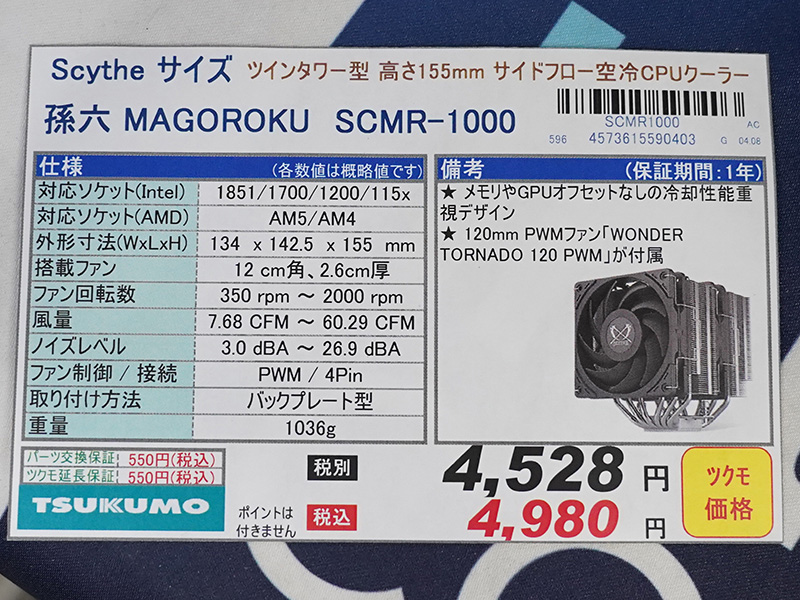 Scythe サイズ ツインタワー型 高さ155mm サイドフロー空冷CPUクーラー
孫六 MAGOROKU SCMR-1000
SCMR1000 AC
596 4573615590403 G 04:08
仕様 (各数値は概略値です)
対応ソケット(Intel) 1851/1700/1200/115x
対応ソケット(AMD) AM5/AM4
外形寸法(WxLxH) 134 x 142.5 x 155 mm
搭載ファン 12 cm角、2.6cm厚
ファン回転数 350 rpm ～ 2000 rpm
風量 7.68 CFM ～ 60.29 CFM
ノイズレベル 3.0 dBA ～ 26.9 dBA
ファン制御 / 接続 PWM / 4Pin
取り付け方法 バックプレート型
重量 1036g
備考 (保証期間:1年)
★ メモリやGPUオフセットなしの冷却性能重
視デザイン
★ 120mm PWMファン「WONDER
TORNADO 120 PWM」が付属
パーツ交換保証 550円(税込)
ツクモ延長保証 550円(税込)
TSUKUMO
ポイントは
付きません
税別 4,528 円
税込 4,980 円
ツクモ
価格